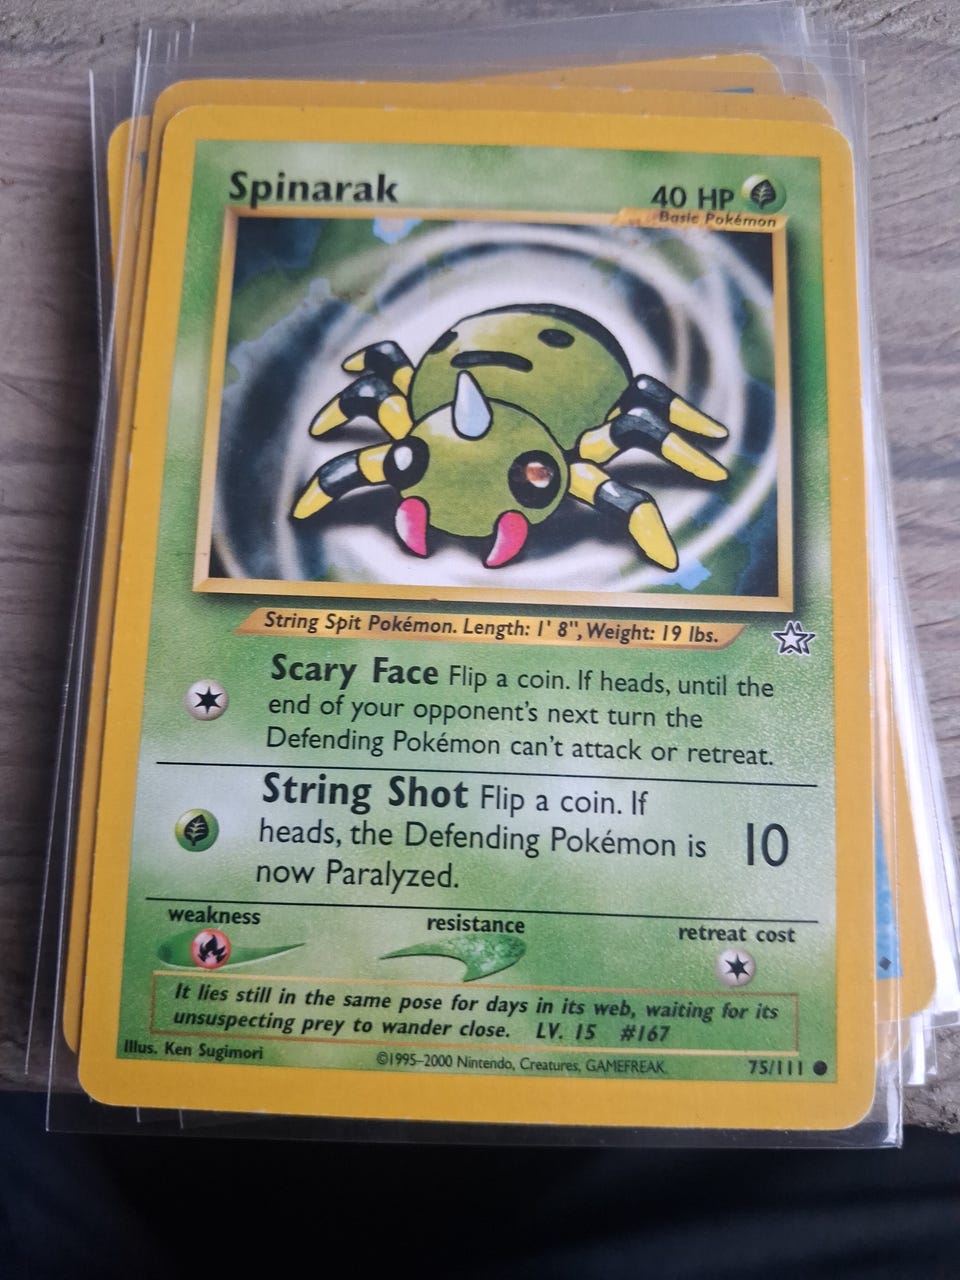 Spinarak
40 HP
Basic Pokémon
String Spit Pokémon. Length: 1' 8", Weight: 19 lbs.
Scary Face Flip a coin. If heads, until the
end of your opponent's next turn the
Defending Pokémon can't attack or retreat.
String Shot Flip a coin. If
heads, the Defending Pokémon is 10
now Paralyzed.
weakness resistance retreat cost
It lies still in the same pose for days in its web, waiting for its
unsuspecting prey to wander close. LV. 15 #167
Illus. Ken Sugimori
©1995–2000 Nintendo, Creatures, GAMEFREAK.
75/111